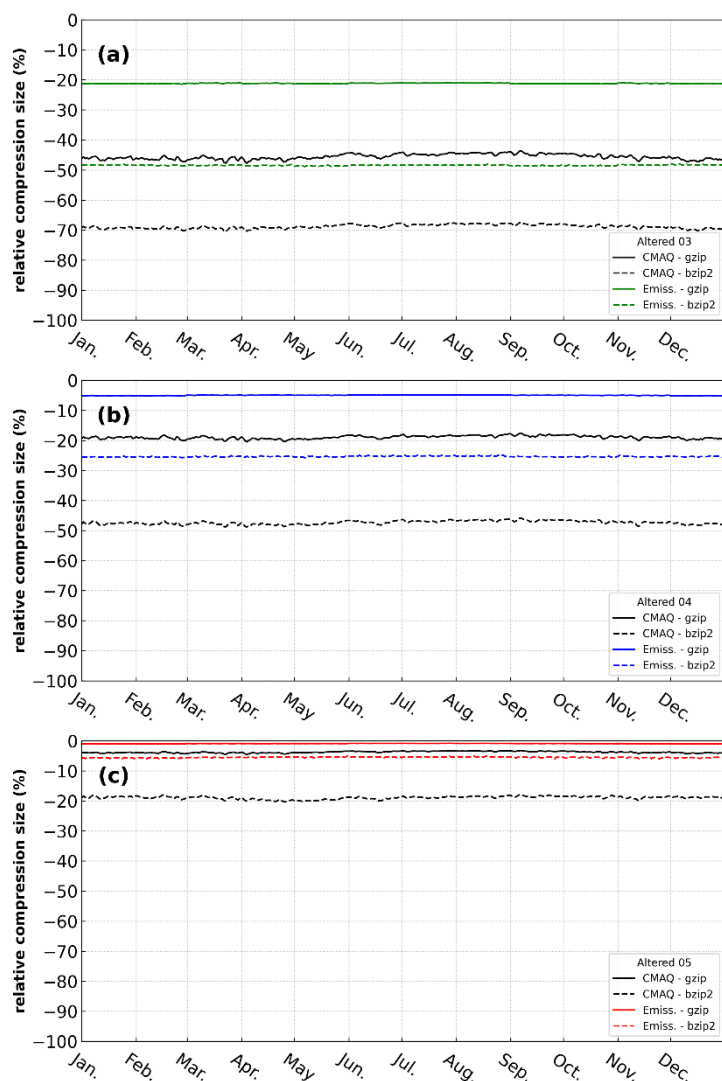 (a)
relative compression size (%)
0
−10
−20
−30
−40
−50
−60
−70
−80
−90
−100
Altered 03
CMAQ - gzip
CMAQ - bzip2
Emiss. - gzip
Emiss. - bzip2
Jan. Feb. Mar. Apr. May Jun. Jul. Aug. Sep. Oct. Nov. Dec.
(b)
relative compression size (%)
0
−10
−20
−30
−40
−50
−60
−70
−80
−90
−100
Altered 04
CMAQ - gzip
CMAQ - bzip2
Emiss. - gzip
Emiss. - bzip2
Jan. Feb. Mar. Apr. May Jun. Jul. Aug. Sep. Oct. Nov. Dec.
(c)
relative compression size (%)
0
−10
−20
−30
−40
−50
−60
−70
−80
−90
−100
Altered 05
CMAQ - gzip
CMAQ - bzip2
Emiss. - gzip
Emiss. - bzip2
Jan. Feb. Mar. Apr. May Jun. Jul. Aug. Sep. Oct. Nov. Dec.